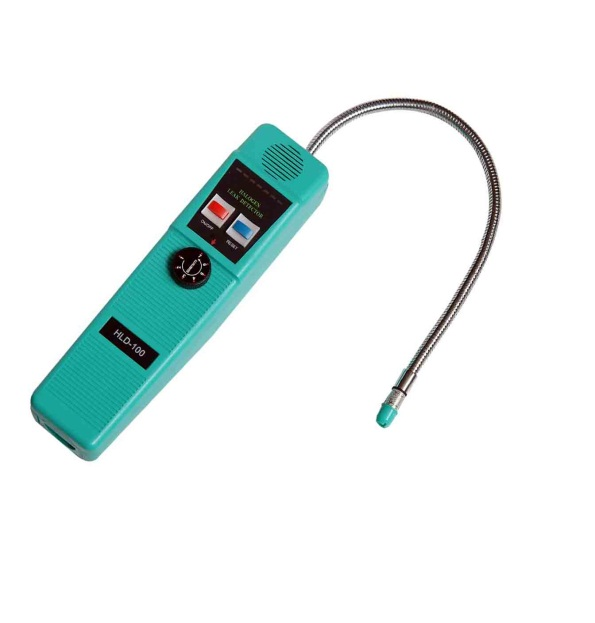 HALOGEN
LEAK DETECTOR
ON/OFF
RESET
HLD-100